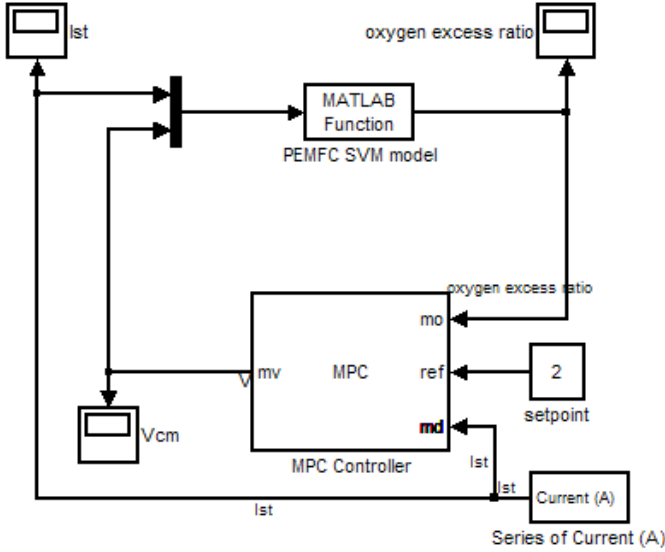 Ist
oxygen excess ratio
MATLAB
Function
PEMFC SVM model
oxygen excess ratio
mo
V
mv
MPC
ref
2
setpoint
Vcm
md
MPC Controller
Ist
Ist
Current (A)
Ist
Series of Current (A)